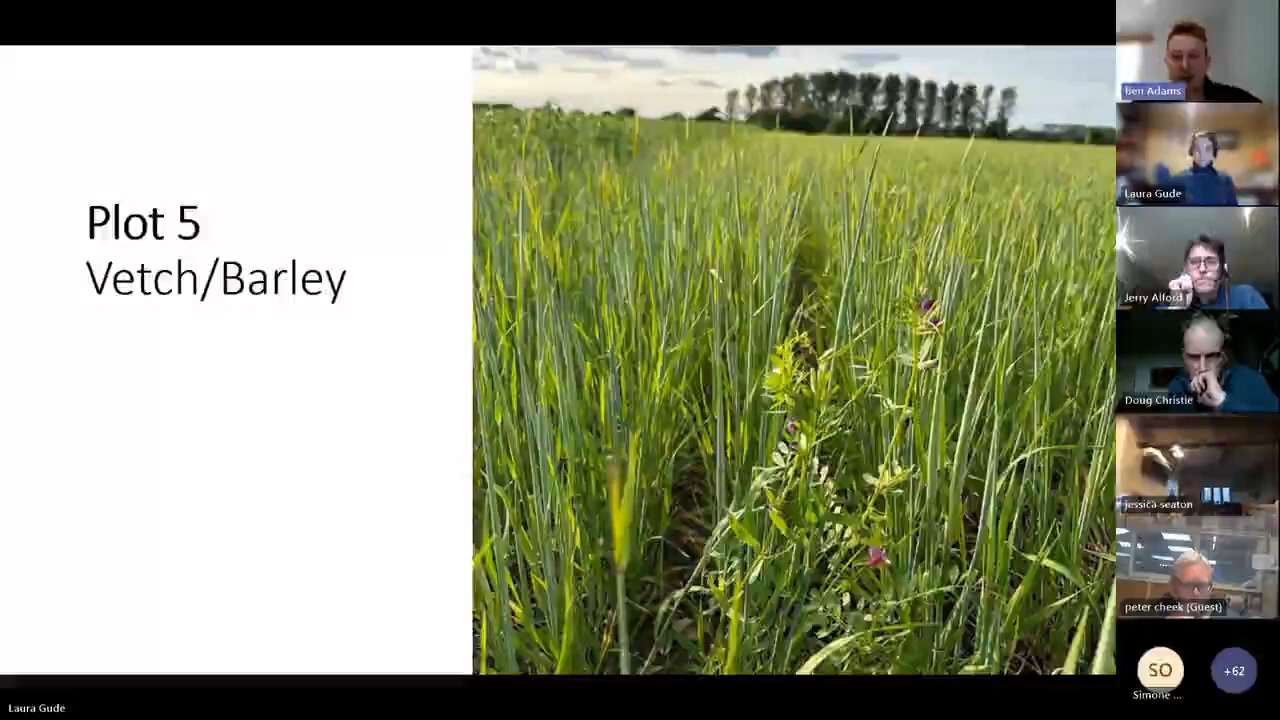 Plot 5
Vetch/Barley
Ben Adams
Laura Gude
Jerry Alford
Doug Christie
jessica seaton
peter cheek (Guest)
SO
+62
Simone ...
Laura Gude